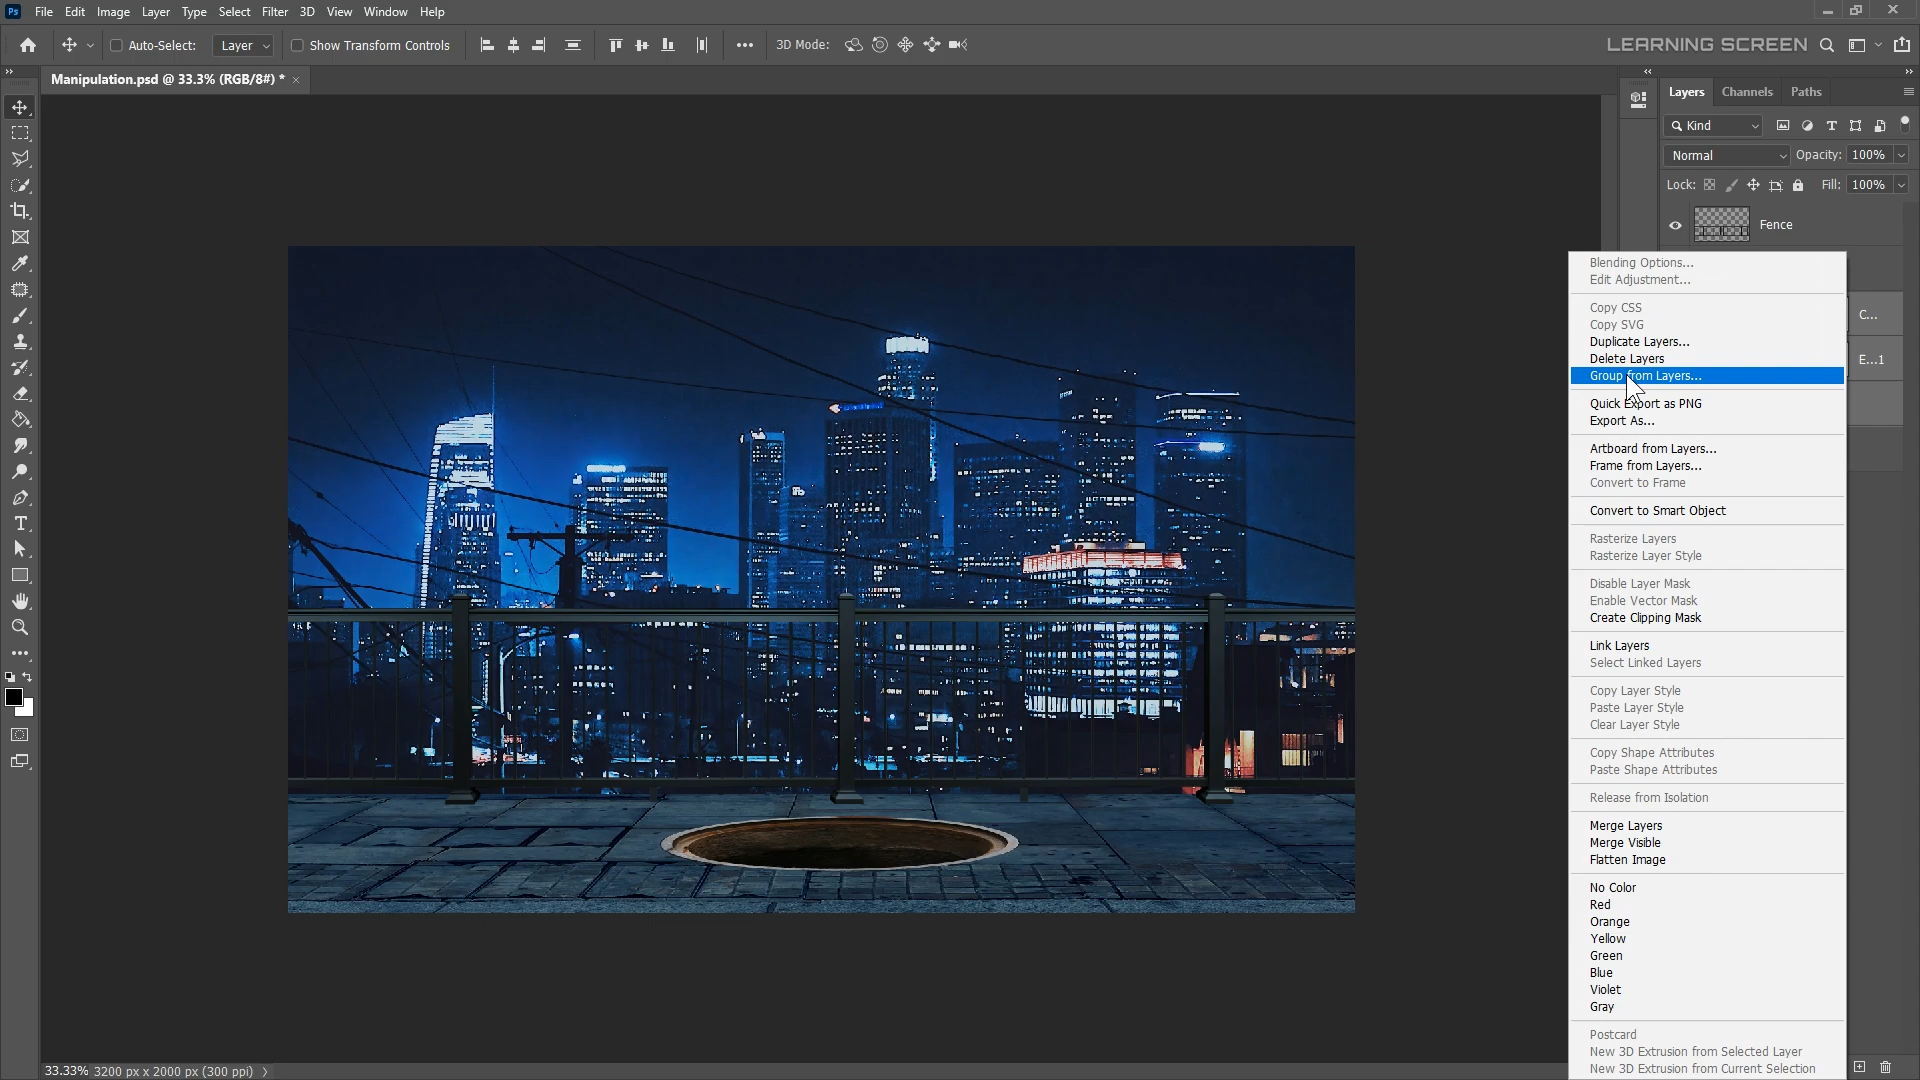 Ps File Edit Image Layer Type Select Filter 3D View Window Help
Auto-Select: Layer Show Transform Controls 3D Mode: LEARNING SCREEN
Manipulation.psd @ 33.3% (RGB/8#) *
Layers Channels Paths
Kind
Normal Opacity: 100%
Lock: Fill: 100%
Fence
Blending Options...
Edit Adjustment...
Copy CSS
C...
Copy SVG
Duplicate Layers...
Delete Layers
E...1
Group from Layers...
Quick Export as PNG
Export As...
Artboard from Layers...
Frame from Layers...
Convert to Frame
Convert to Smart Object
Rasterize Layers
Rasterize Layer Style
Disable Layer Mask
Enable Vector Mask
Create Clipping Mask
Link Layers
Select Linked Layers
Copy Layer Style
Paste Layer Style
Clear Layer Style
Copy Shape Attributes
Paste Shape Attributes
Release from Isolation
Merge Layers
Merge Visible
Flatten Image
No Color
Red
Orange
Yellow
Green
Blue
Violet
Gray
Postcard
New 3D Extrusion from Selected Layer
New 3D Extrusion from Current Selection
33.33% 3200 px x 2000 px (300 ppi)